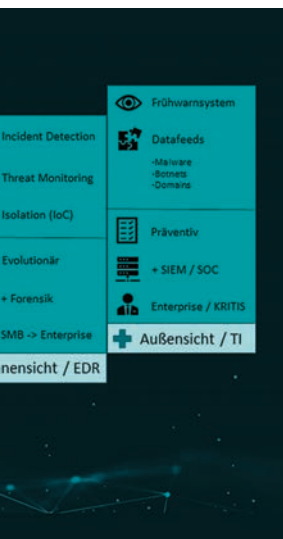 Incident Detection
Threat Monitoring
Isolation (IoC)
Evolutionär
+ Forensik
SMB -> Enterprise
nensicht / EDR
Frühwarnsystem
Datafeeds
-Malware
-Botnets
-Domains
Präventiv
+ SIEM / SOC
Enterprise / KRITIS
Außensicht / TI